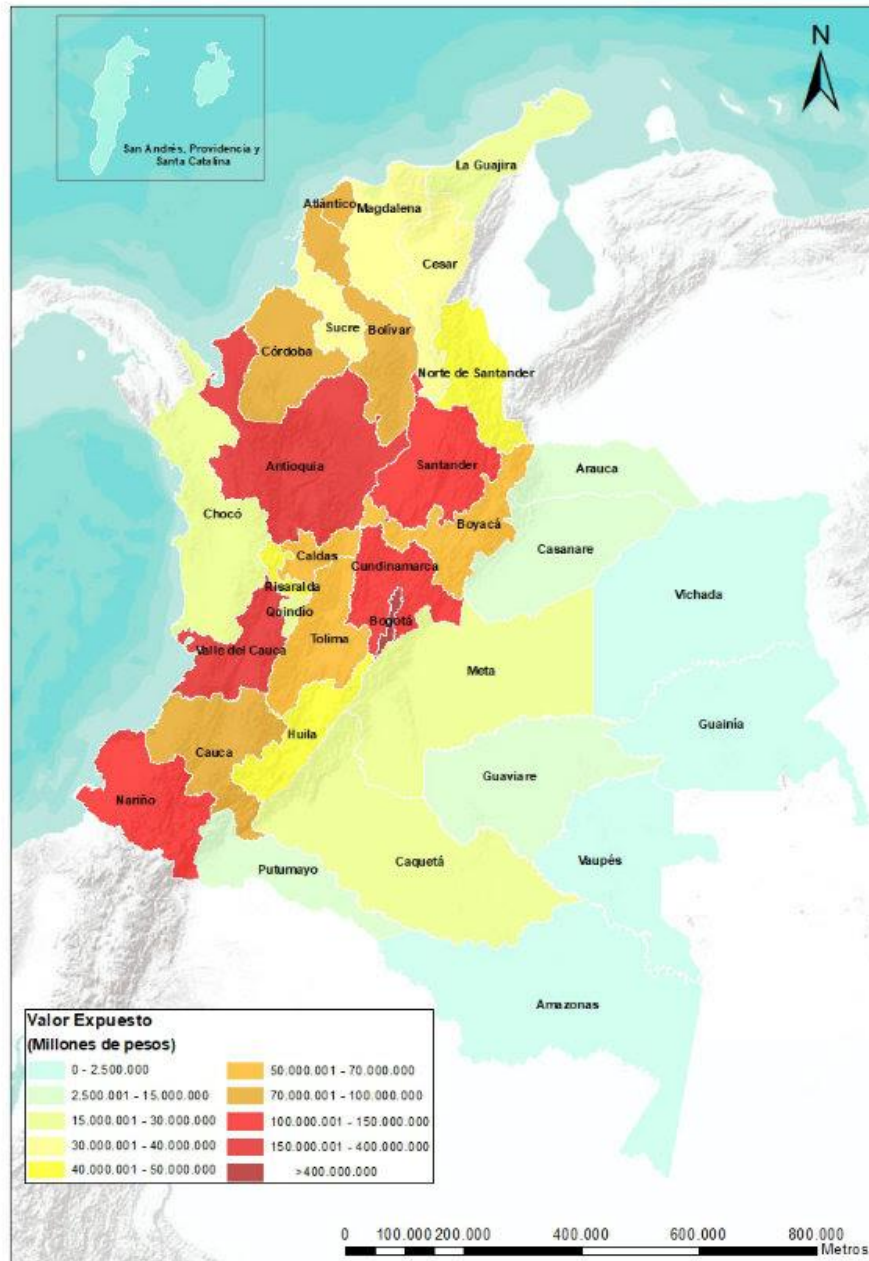 N
San Andrés, Providencia y
Santa Catalina
La Guajira
Atlántico
Magdalena
Cesar
Sucre
Bolívar
Córdoba
Norte de Santander
Antioquia
Santander
Arauca
Chocó
Boyacá
Casanare
Caldas
Cundinamarca
Vichada
Risaralda
Qoindio
Bogotá
Tolima
Valle del Cauca
Meta
Guainía
Huila
Cauca
Guaviare
Nariño
Vaupés
Caquetá
Putumayo
Amazonas
Valor Expuesto
(Millones de pesos)
0 - 2.500.000
2.500.001 - 15.000.000
15.000.001 - 30.000.000
30.000.001 - 40.000.000
40.000.001 - 50.000.000
50.000.001 - 70.000.000
70.000.001 - 100.000.000
100.000.001 - 150.000.000
150.000.001 - 400.000.000
>400.000.000
0 100.000 200.000 400.000 600.000 800.000
Metros